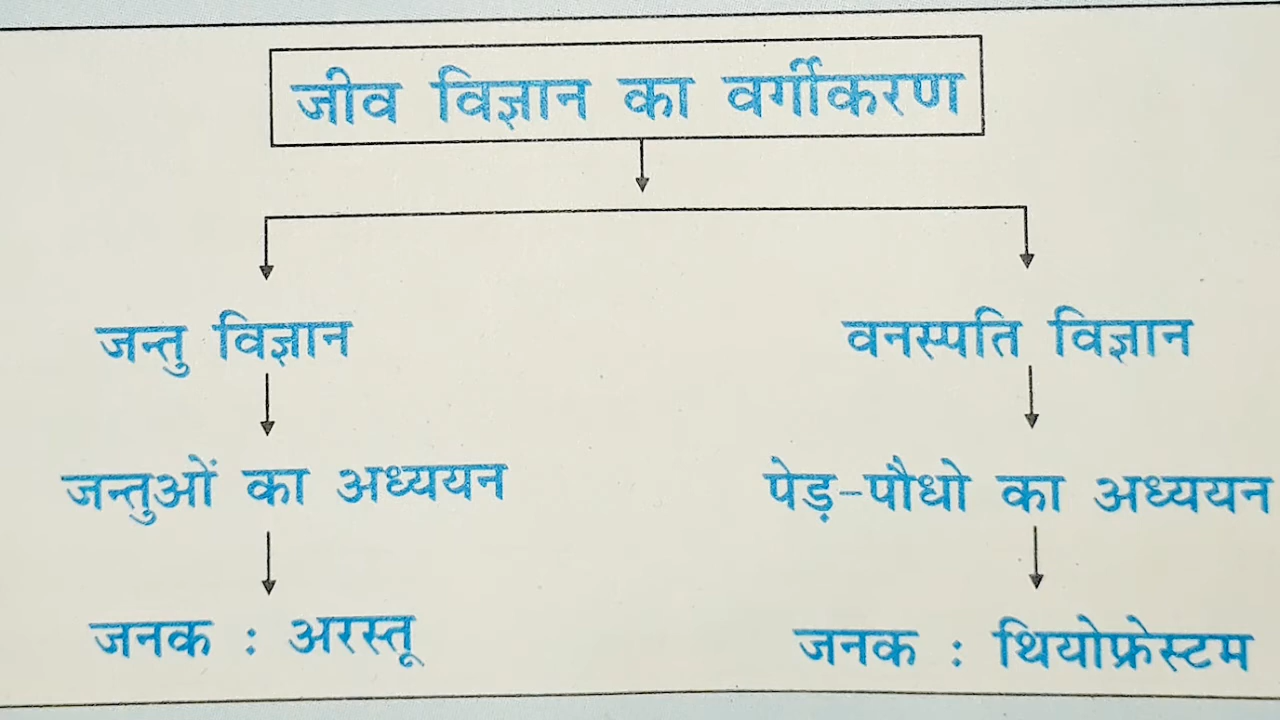 जीव विज्ञान का वर्गीकरण
जन्तु विज्ञान
वनस्पति विज्ञान
जन्तुओं का अध्ययन
पेड़-पौधो का अध्ययन
जनक : अरस्तू
जनक : थियोफ्रेस्टम